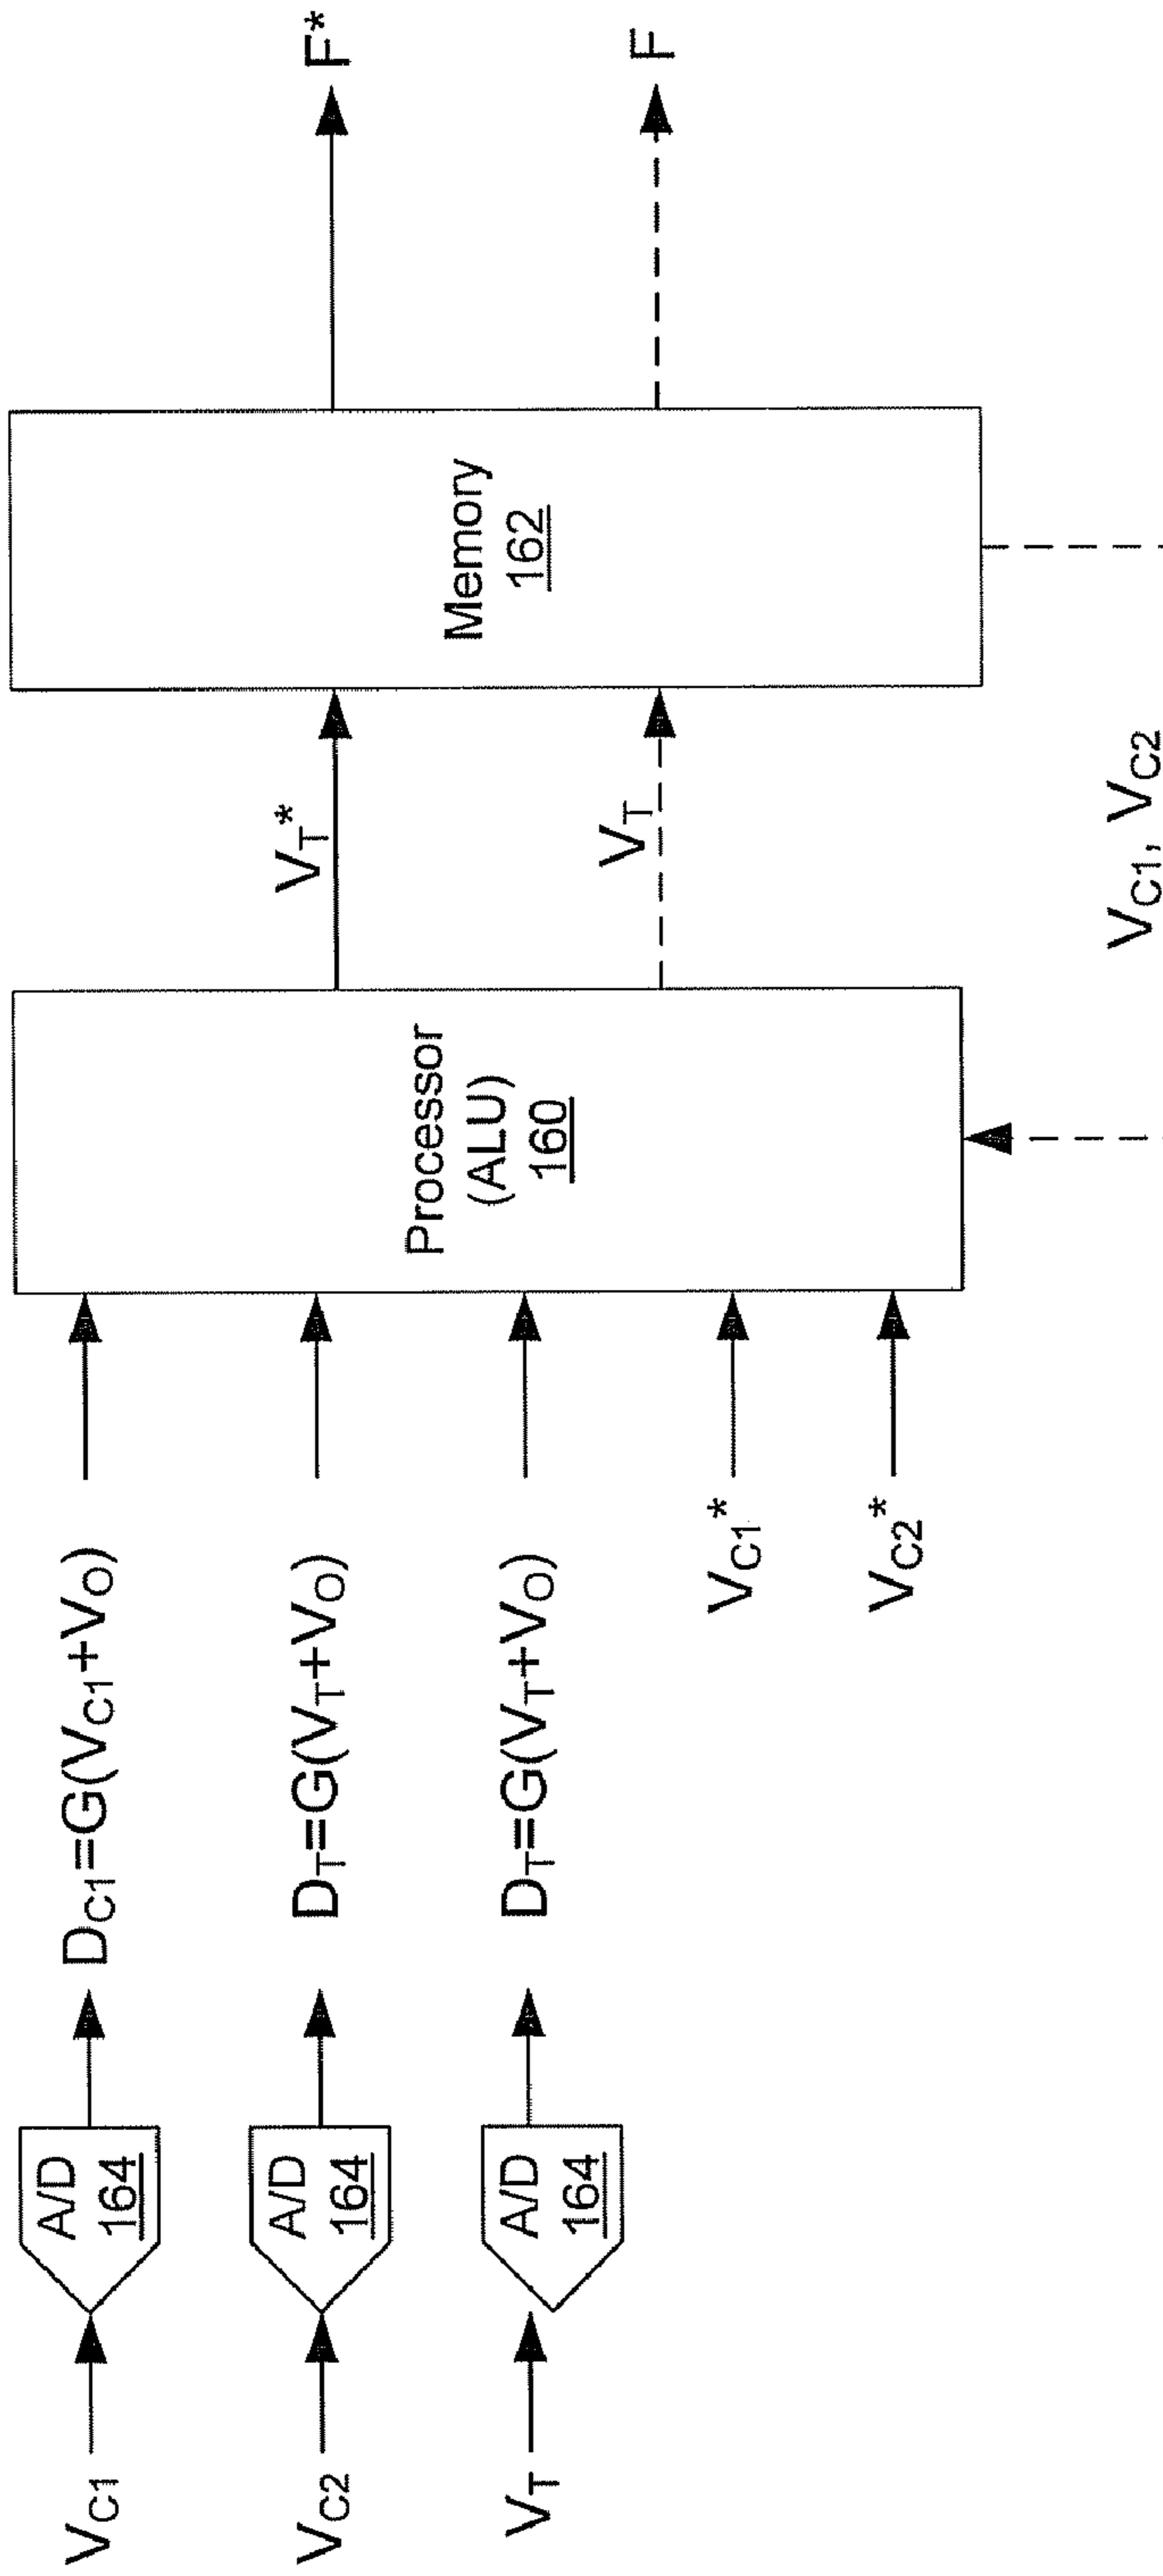 V_C1
A/D
164
D_C1=G(V_C1+V_O)
V_C2
A/D
164
D_T=G(V_T+V_O)
V_T
A/D
164
D_T=G(V_T+V_O)
V_C1*
V_C2*
Processor
(ALU)
160
V_T*
V_T
Memory
162
F*
F
V_C1, V_C2